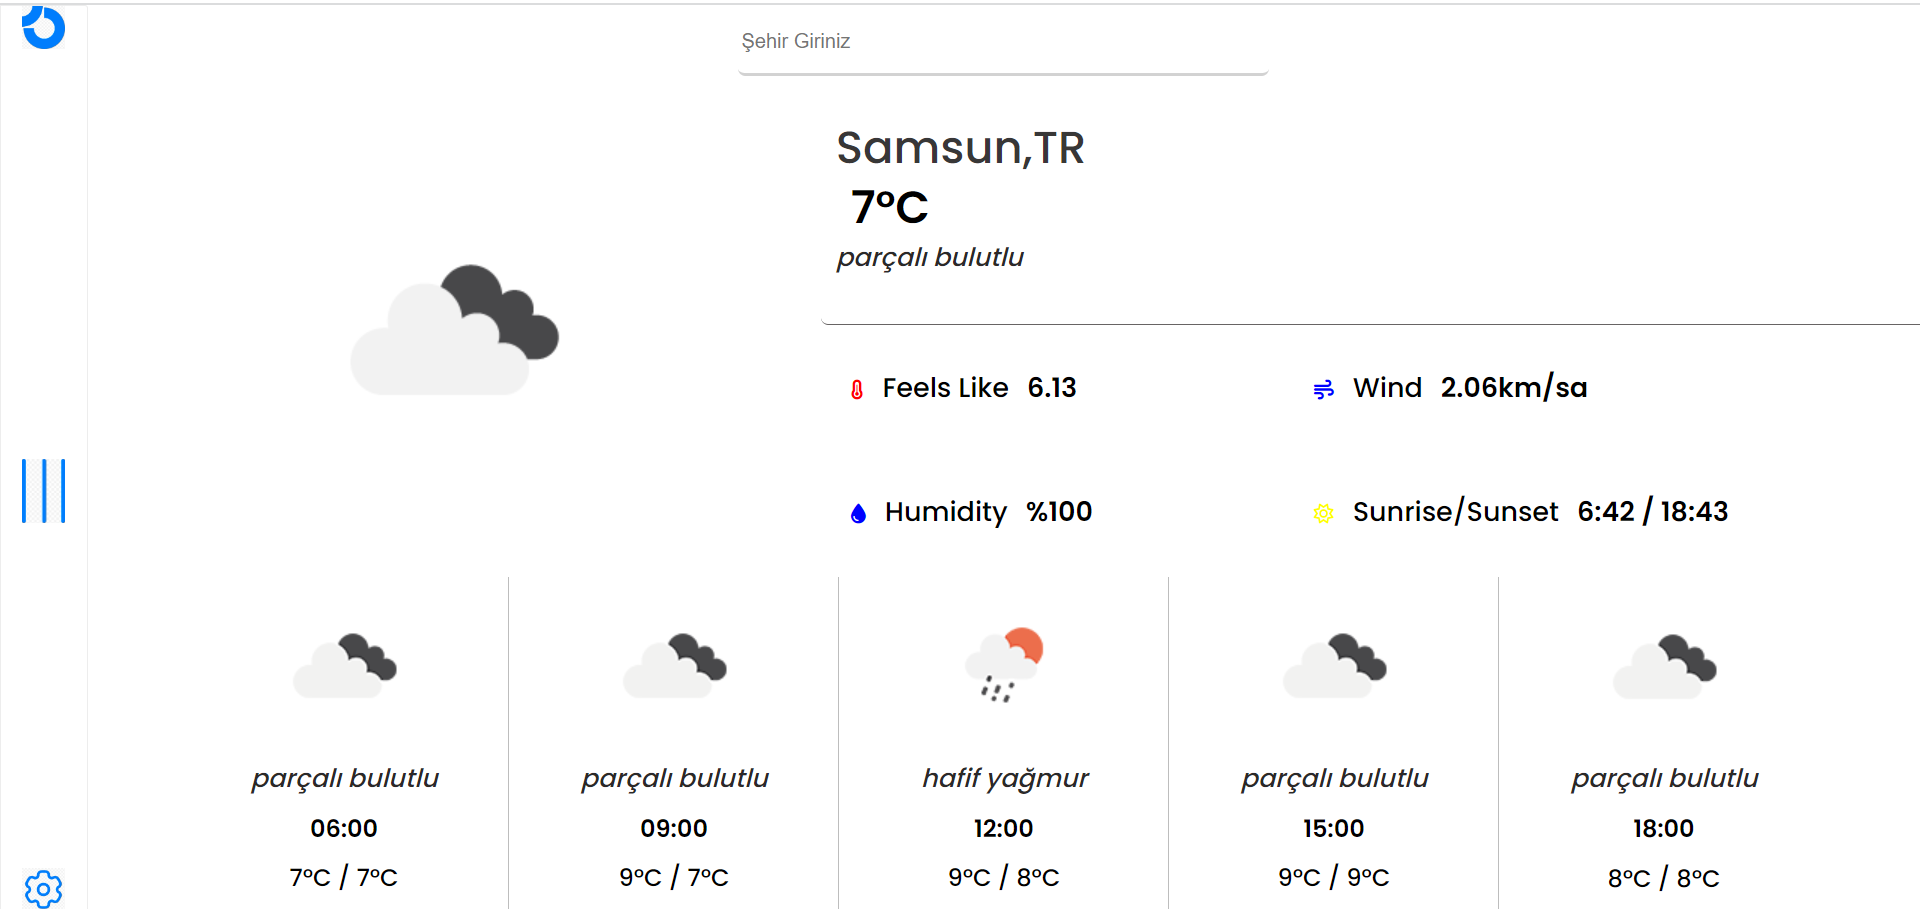 Şehir Giriniz
Samsun,TR
7°C
parçalı bulutlu
Feels Like 6.13
Wind 2.06km/sa
Humidity %100
Sunrise/Sunset 6:42 / 18:43
parçalı bulutlu
06:00
7°C / 7°C
parçalı bulutlu
09:00
9°C / 7°C
hafif yağmur
12:00
9°C / 8°C
parçalı bulutlu
15:00
9°C / 9°C
parçalı bulutlu
18:00
8°C / 8°C